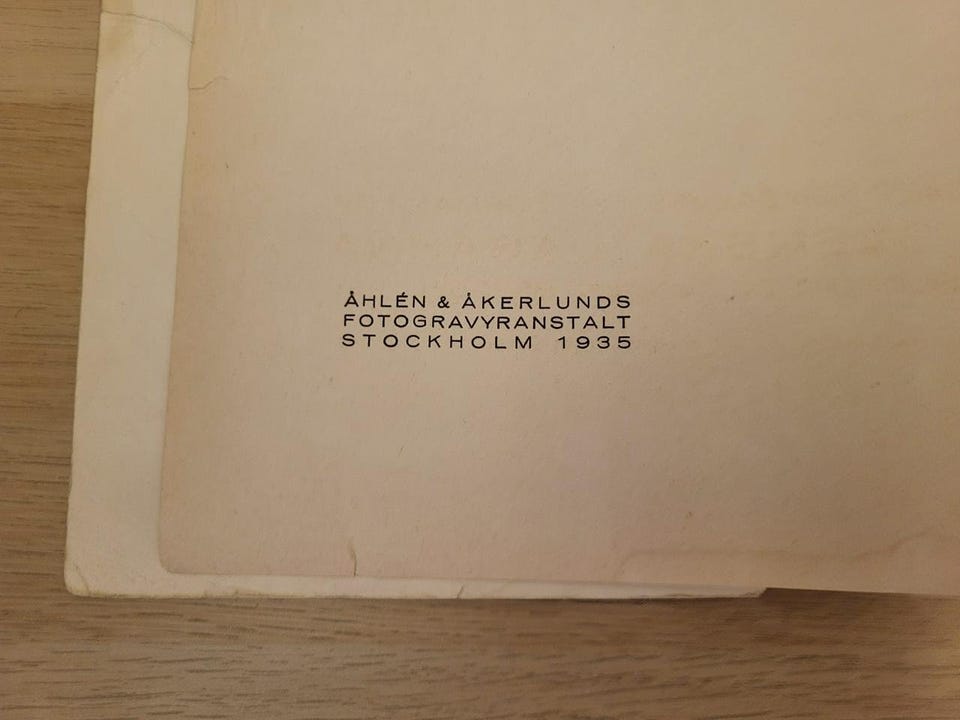 ÅHLÉN & ÅKERLUNDS
FOTOGRAVYRANSTALT
STOCKHOLM 1935